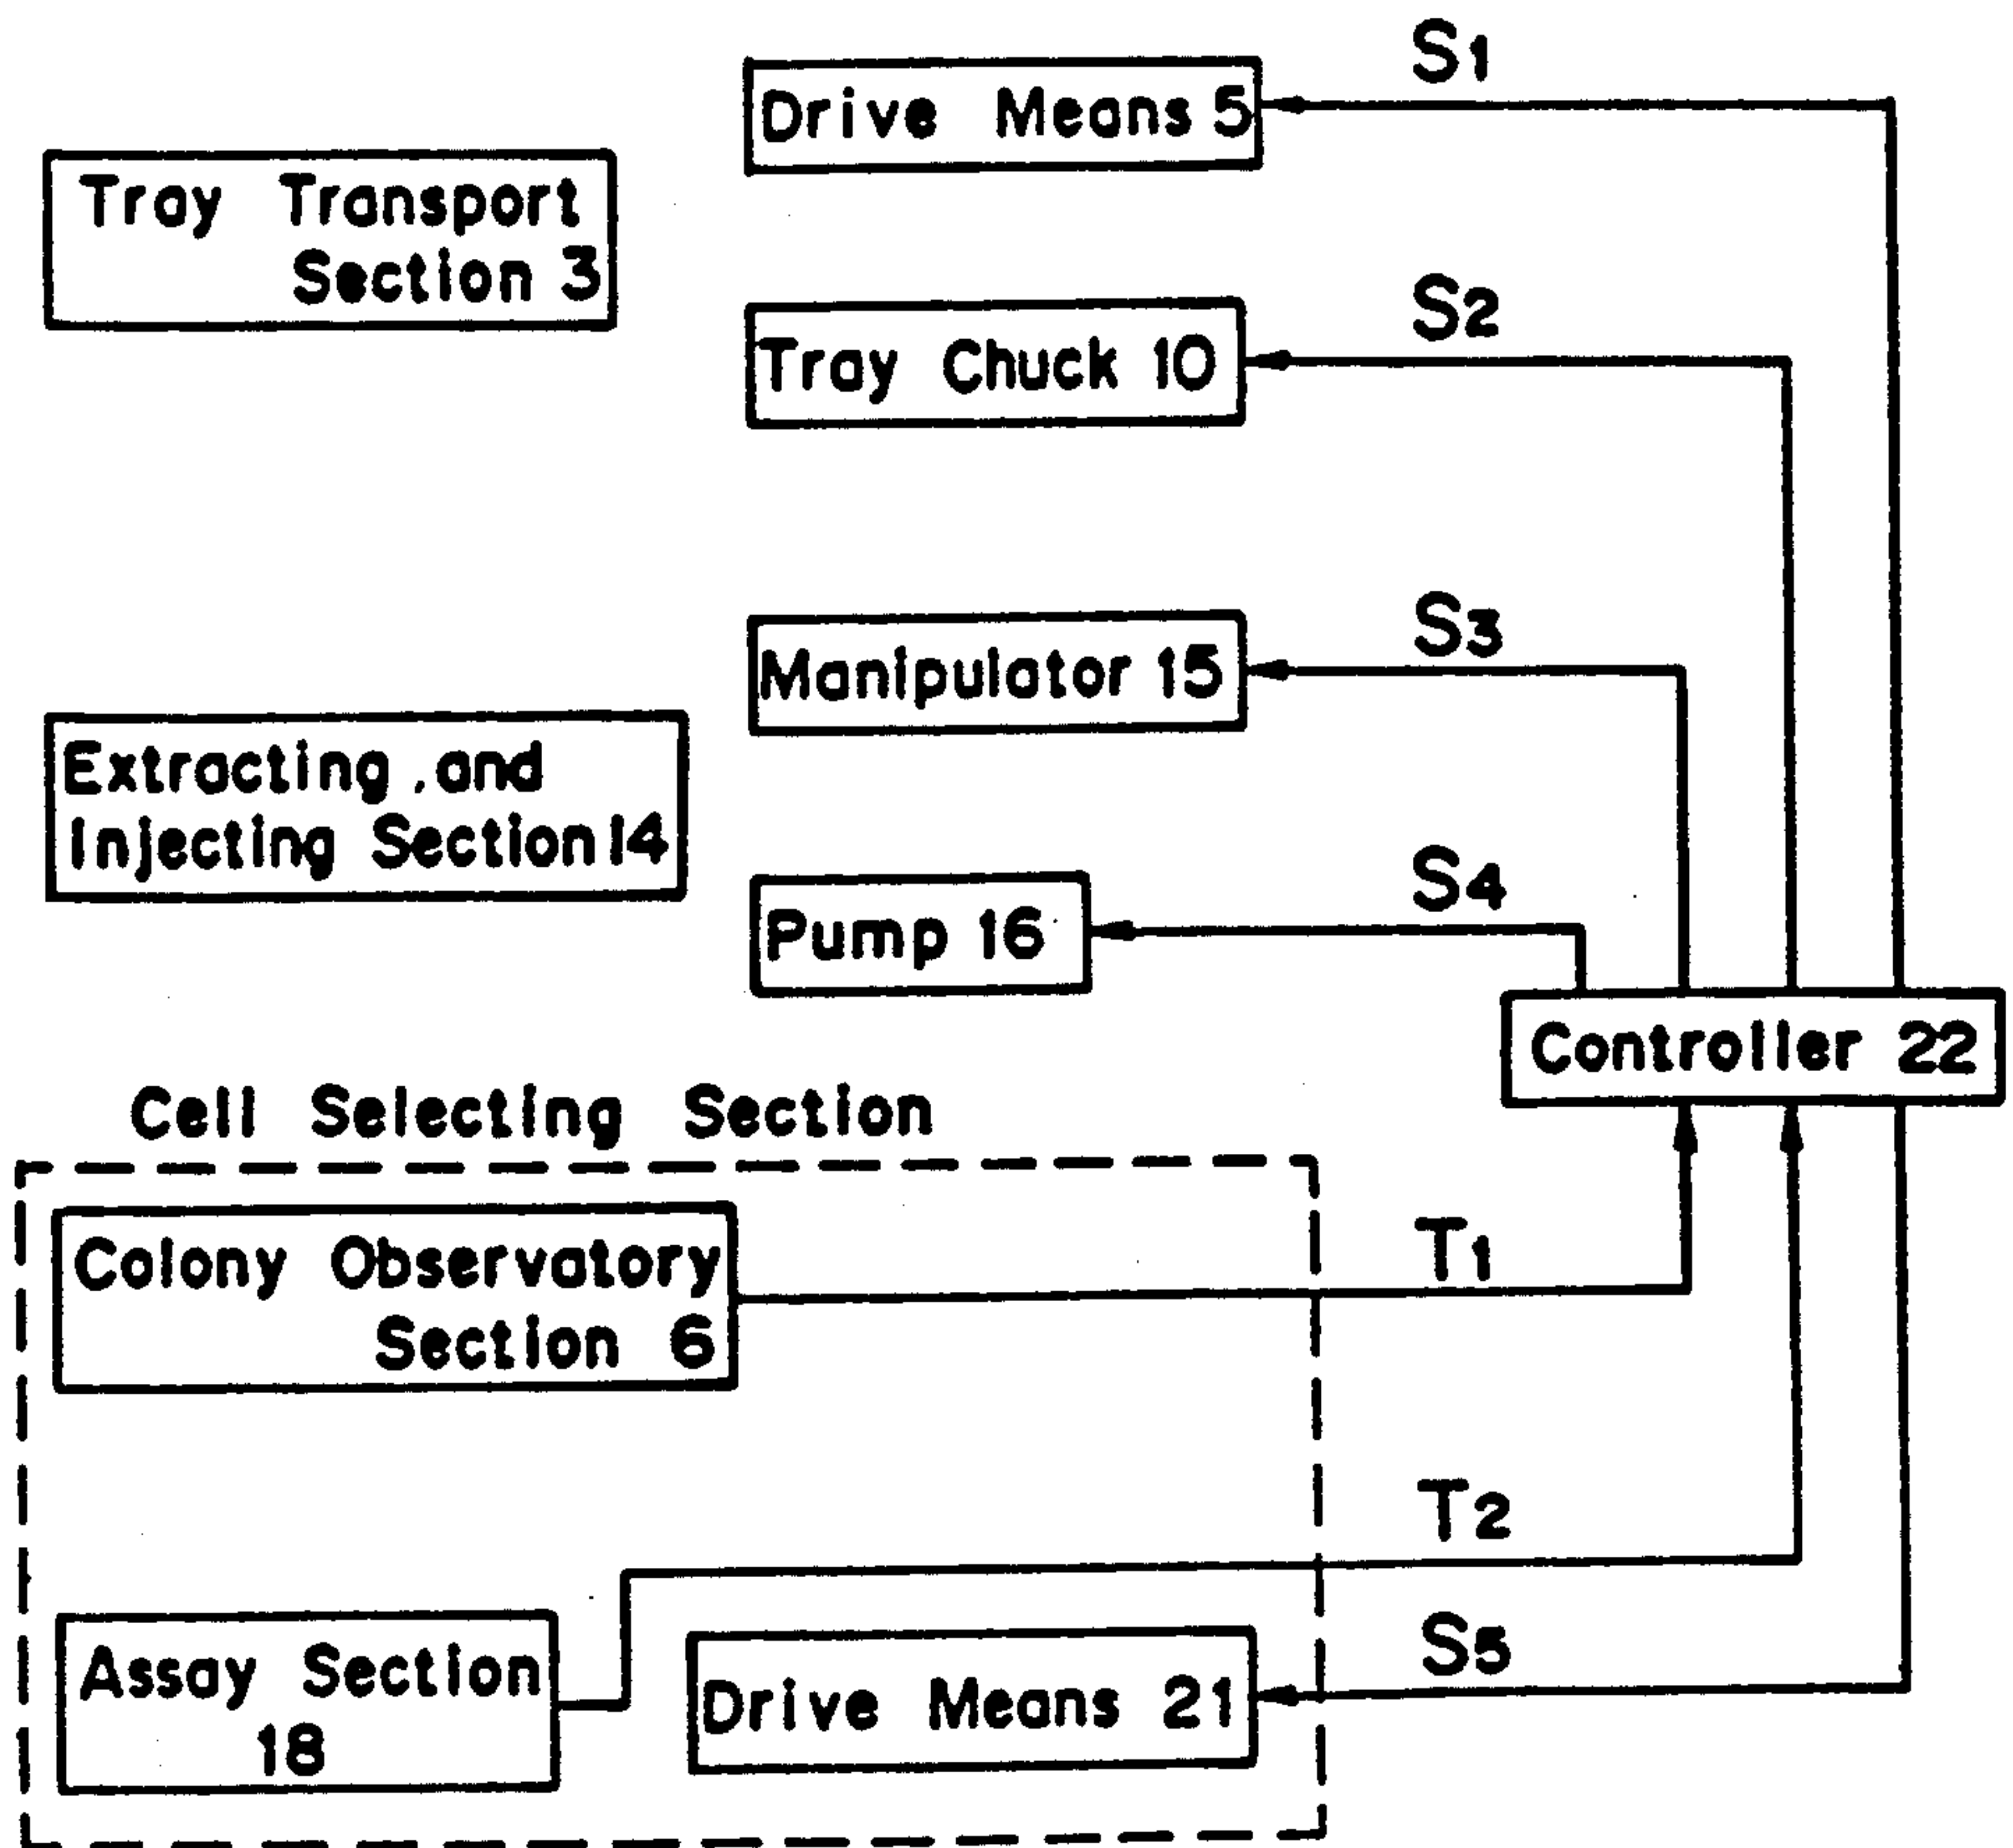 S1
Drive Means 5
Tray Transport
Section 3
S2
Tray Chuck 10
S3
Manipulator 15
Extracting , and
Injecting Section 14
S4
Pump 16
Controller 22
Cell Selecting Section
Colony Observatory
Section 6
T1
T2
Assay Section
18
S5
Drive Means 21